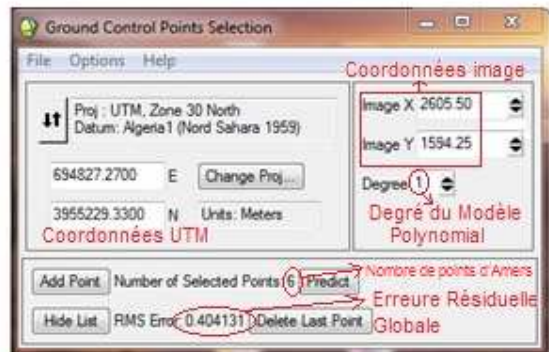 Ground Control Points Selection
File Options Help
Coordonnées image
Proj : UTM, Zone 30 North
Datum: Algeria1 (Nord Sahara 1959)
694827.2700 E Change Proj...
3955229.3300 N Units: Meters
Coordonnées UTM
Image X 2605.50
Image Y 1594.25
Degree 1
Degré du Modèle
Polynomial
Add Point Number of Selected Points: 6 Predict
Nombre de points d'Amers
Hide List RMS Error: 0.404131 Delete Last Point
Erreure Résiduelle
Globale